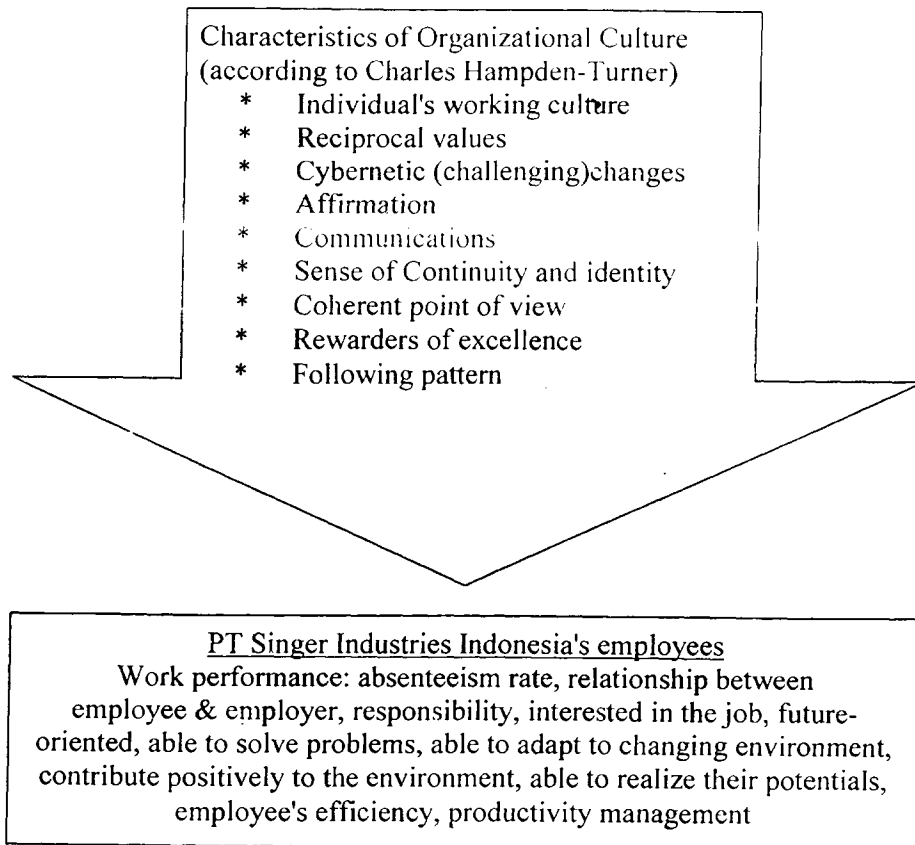 Characteristics of Organizational Culture
(according to Charles Hampden-Turner)
* Individual's working culture
* Reciprocal values
* Cybernetic (challenging)changes
* Affirmation
* Communications
* Sense of Continuity and identity
* Coherent point of view
* Rewarders of excellence
* Following pattern
PT Singer Industries Indonesia's employees
Work performance: absenteeism rate, relationship between
employee & employer, responsibility, interested in the job, future-
oriented, able to solve problems, able to adapt to changing environment,
contribute positively to the environment, able to realize their potentials,
employee's efficiency, productivity management